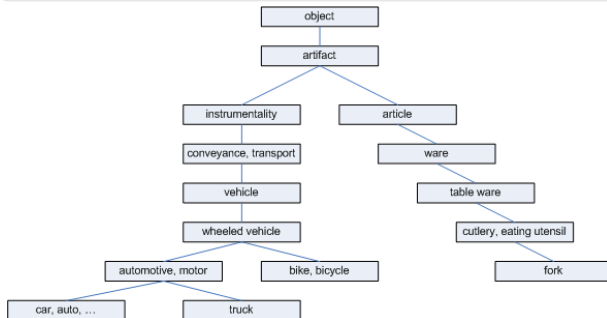 object
artifact
instrumentality article
conveyance, transport ware
vehicle table ware
wheeled vehicle cutlery, eating utensil
automotive, motor bike, bicycle fork
car, auto, … truck